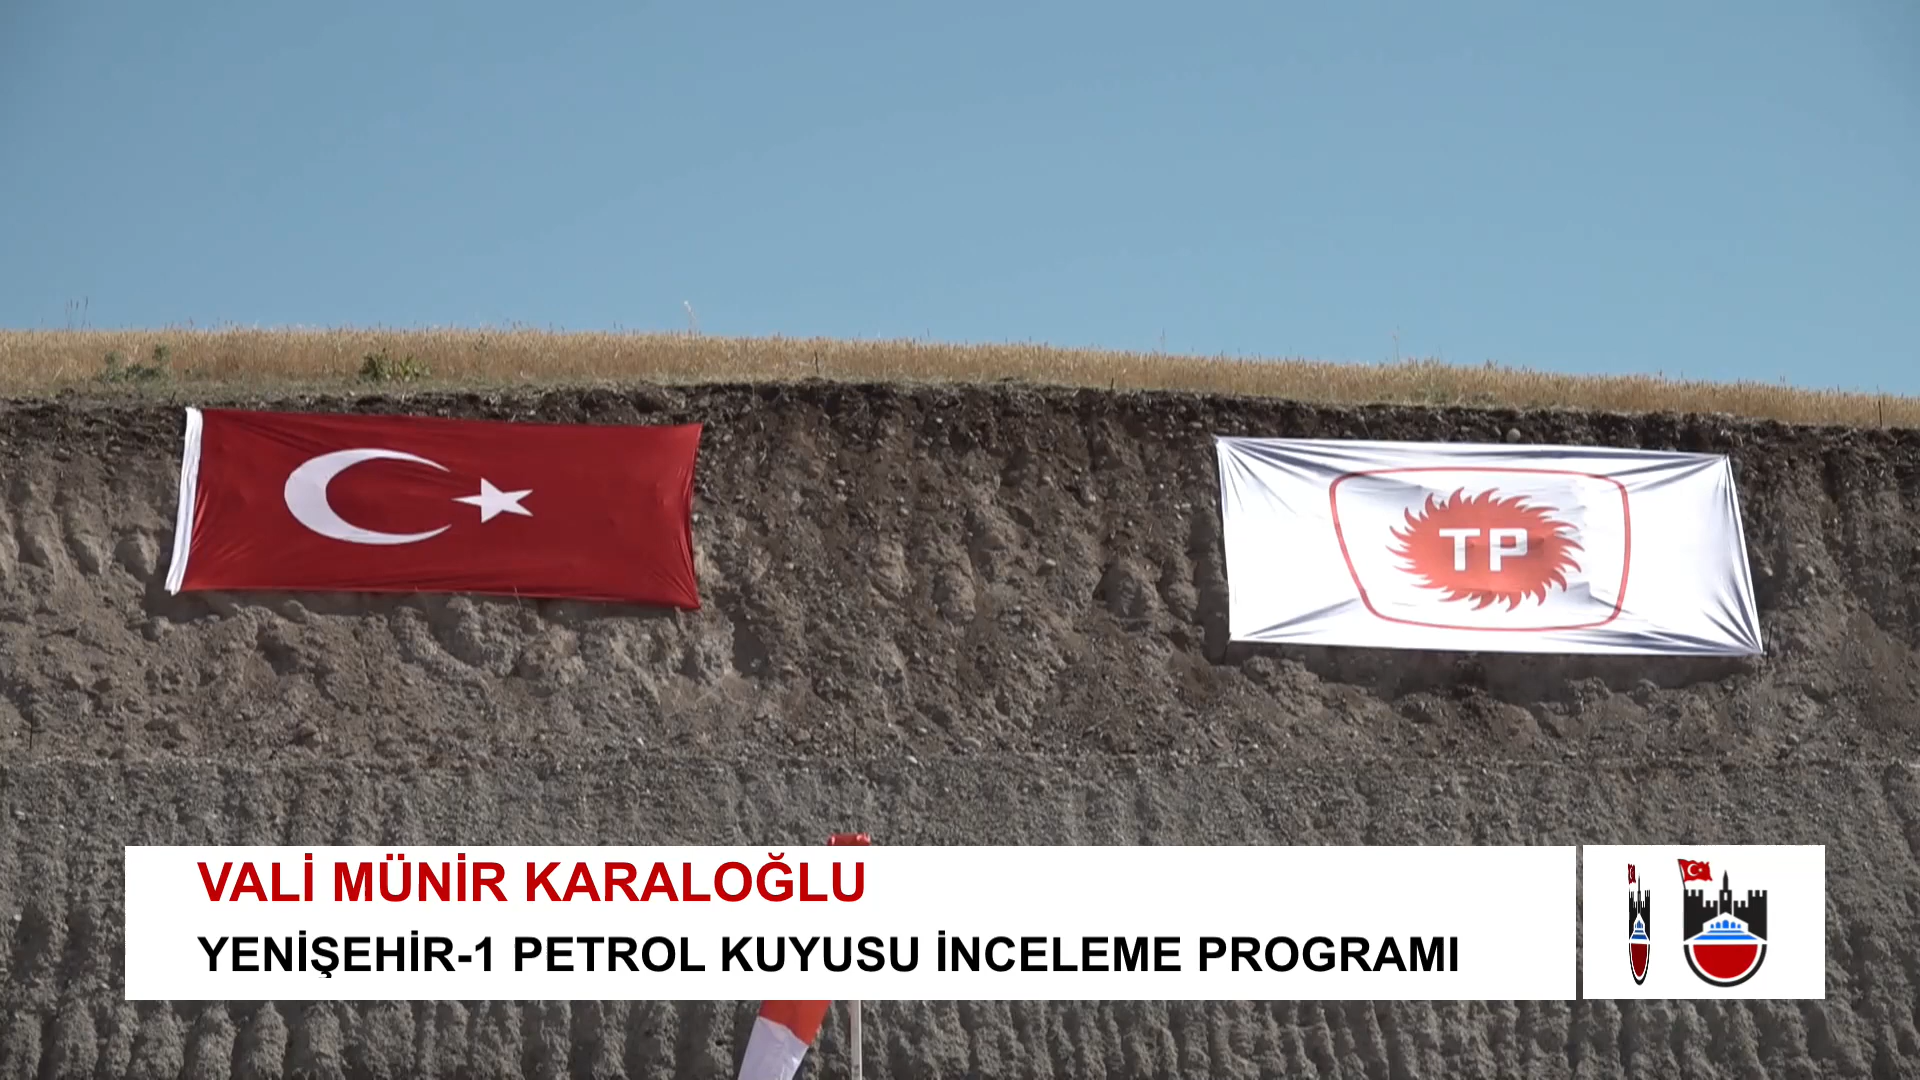 TP
VALİ MÜNİR KARALOĞLU
YENİŞEHİR-1 PETROL KUYUSU İNCELEME PROGRAMI